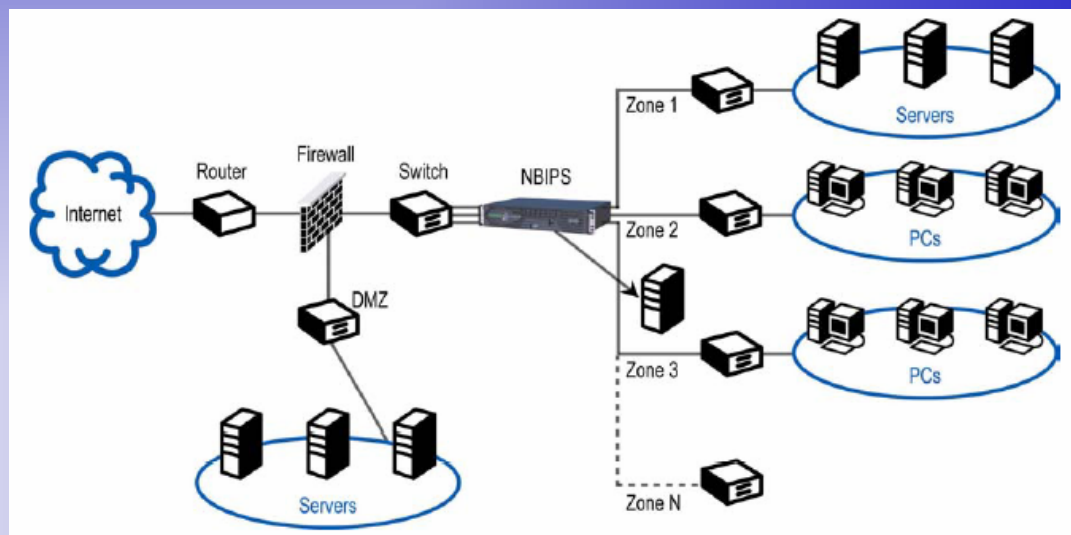 Internet
Router
Firewall
Switch
NBIPS
DMZ
Servers
Zone 1
Servers
Zone 2
PCs
Zone 3
PCs
Zone N